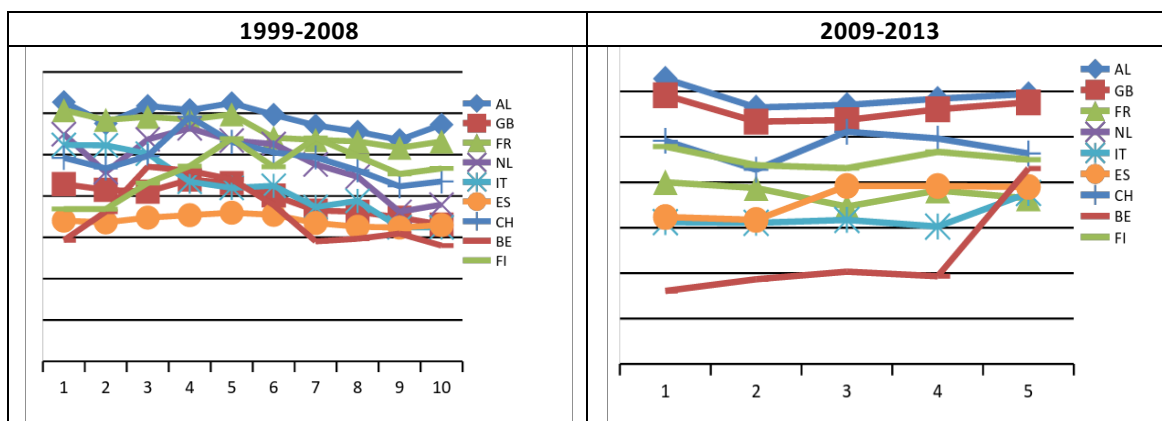 1999-2008
2009-2013
AL
GB
FR
NL
IT
ES
CH
BE
FI
1 2 3 4 5 6 7 8 9 10
AL
GB
FR
NL
IT
ES
CH
BE
FI
1 2 3 4 5